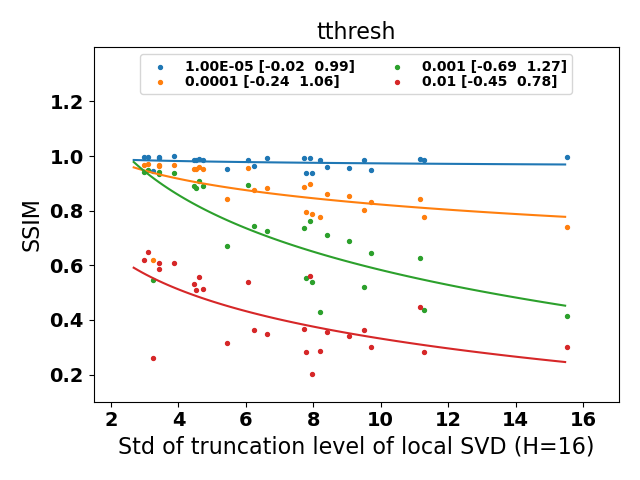 tthresh
1.00E-05 [-0.02  0.99]
0.0001 [-0.24  1.06]
0.001 [-0.69  1.27]
0.01 [-0.45  0.78]
SSIM
1.2
1.0
0.8
0.6
0.4
0.2
2 4 6 8 10 12 14 16
Std of truncation level of local SVD (H=16)